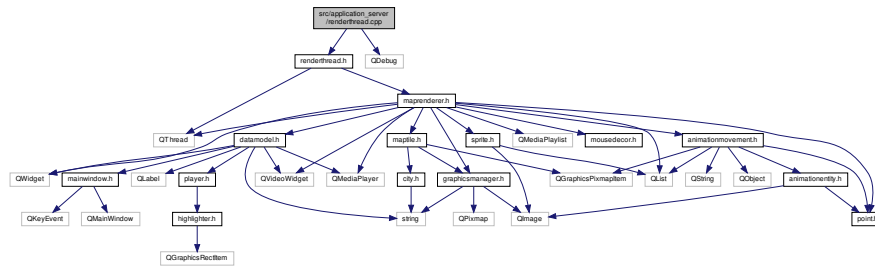 src/application_server
/renderthread.cpp
renderthread.h
QDebug
maprenderer.h
QThread
datamodel.h
maptile.h
sprite.h
QMediaPlaylist
mousedecor.h
animationmovement.h
QWidget
mainwindow.h
QLabel
player.h
QVideoWidget
QMediaPlayer
city.h
graphicsmanager.h
QGraphicsPixmapItem
QList
QString
QObject
animationentity.h
QKeyEvent
QMainWindow
highlighter.h
string
QPixmap
QImage
point.h
QGraphicsRectItem